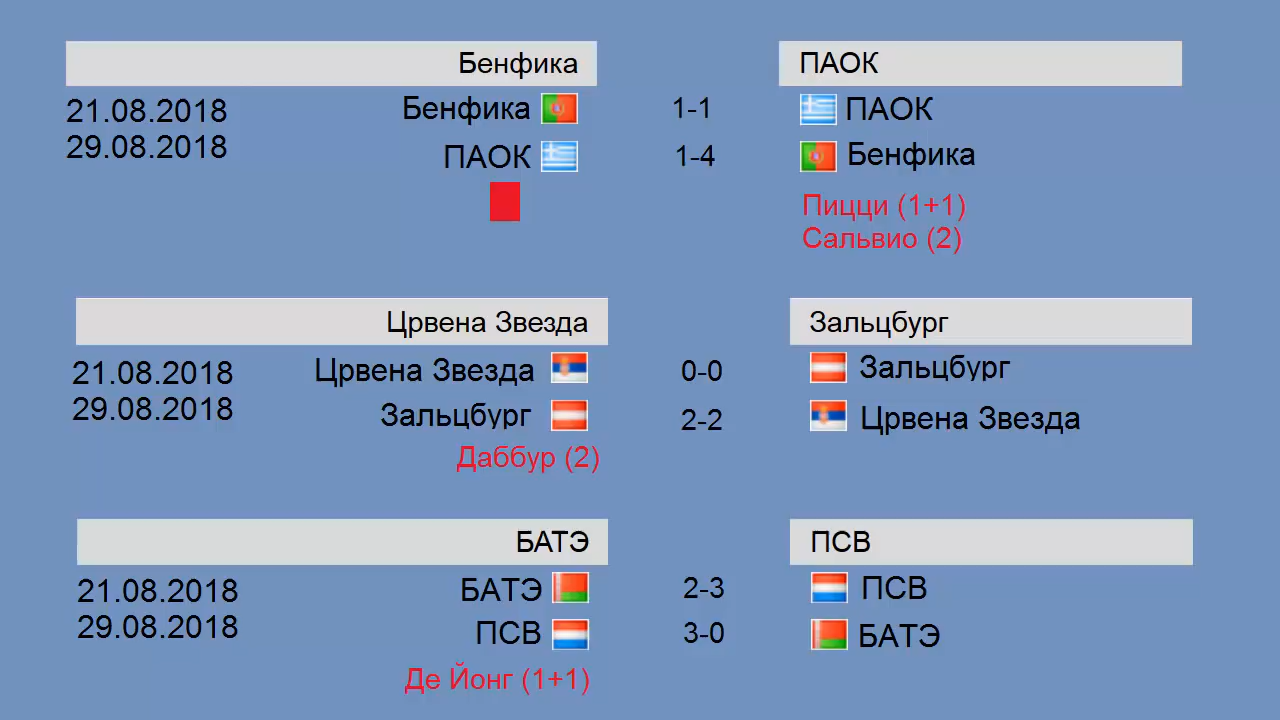 Бенфика ПАОК
21.08.2018 Бенфика 1-1 ПАОК
29.08.2018 ПАОК 1-4 Бенфика
Пицци (1+1)
Сальвио (2)
Црвена Звезда Зальцбург
21.08.2018 Црвена Звезда 0-0 Зальцбург
29.08.2018 Зальцбург 2-2 Црвена Звезда
Даббур (2)
БАТЭ ПСВ
21.08.2018 БАТЭ 2-3 ПСВ
29.08.2018 ПСВ 3-0 БАТЭ
Де Йонг (1+1)